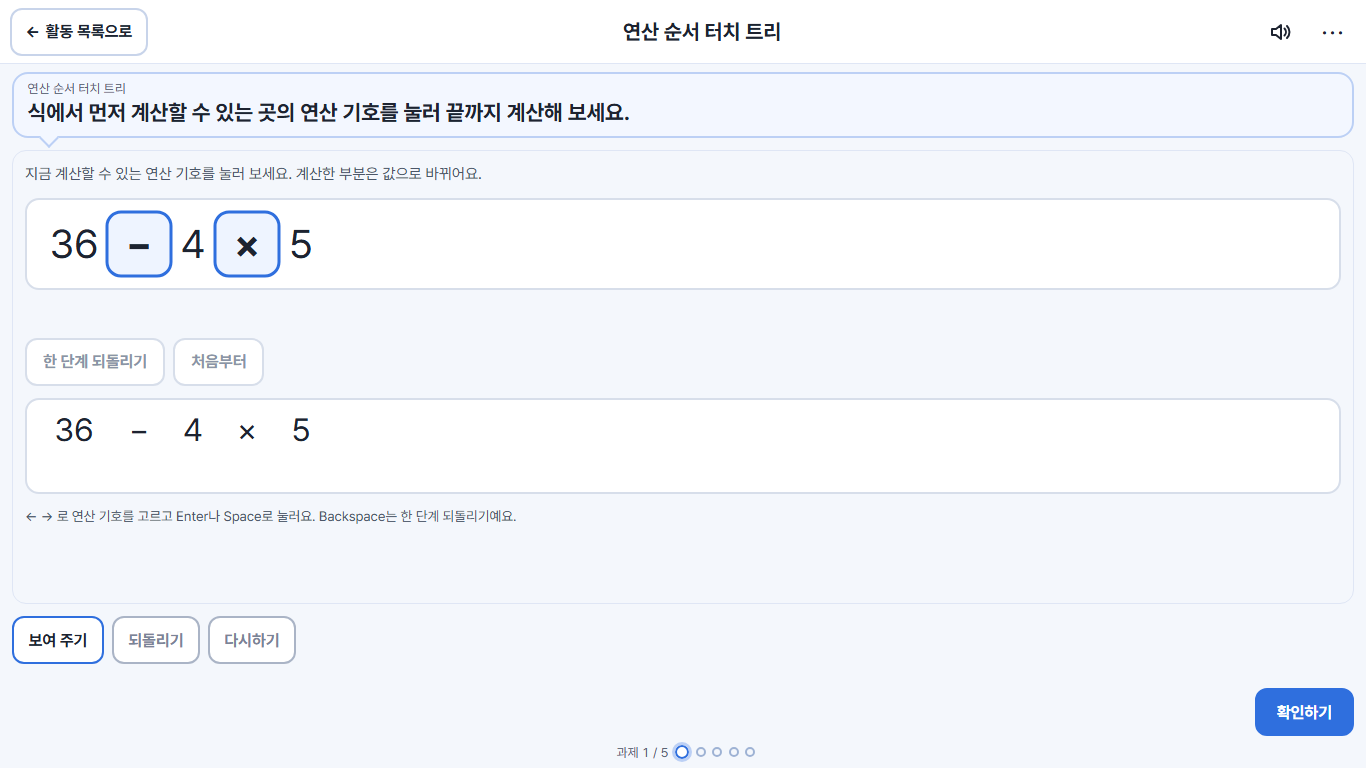 ← 활동 목록으로
연산 순서 터치 트리
연산 순서 터치 트리
식에서 먼저 계산할 수 있는 곳의 연산 기호를 눌러 끝까지 계산해 보세요.
지금 계산할 수 있는 연산 기호를 눌러 보세요. 계산한 부분은 값으로 바뀌어요.
36 − 4 × 5
한 단계 되돌리기 처음부터
36 − 4 × 5
← → 로 연산 기호를 고르고 Enter나 Space로 눌러요. Backspace는 한 단계 되돌리기예요.
보여 주기 되돌리기 다시하기
확인하기
과제 1 / 5